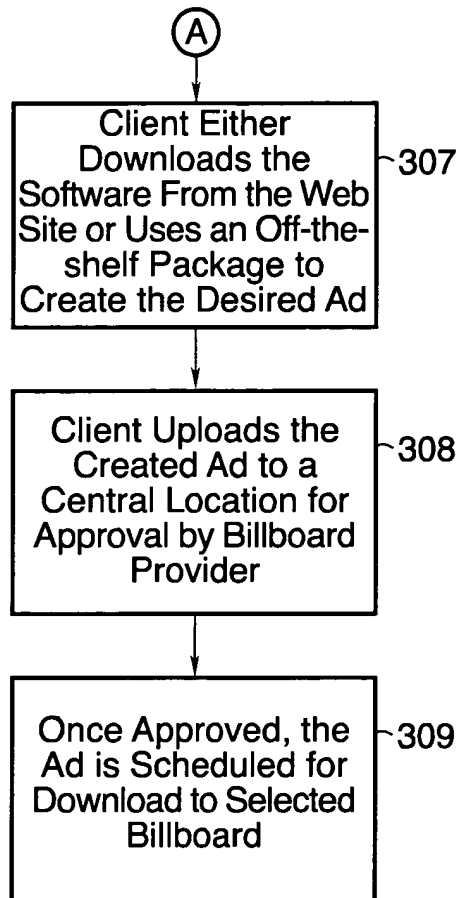 A
Client Either
Downloads the
Software From the Web
Site or Uses an Off-the-
shelf Package to
Create the Desired Ad
307
Client Uploads the
Created Ad to a
Central Location for
Approval by Billboard
Provider
308
Once Approved, the
Ad is Scheduled for
Download to Selected
Billboard
309